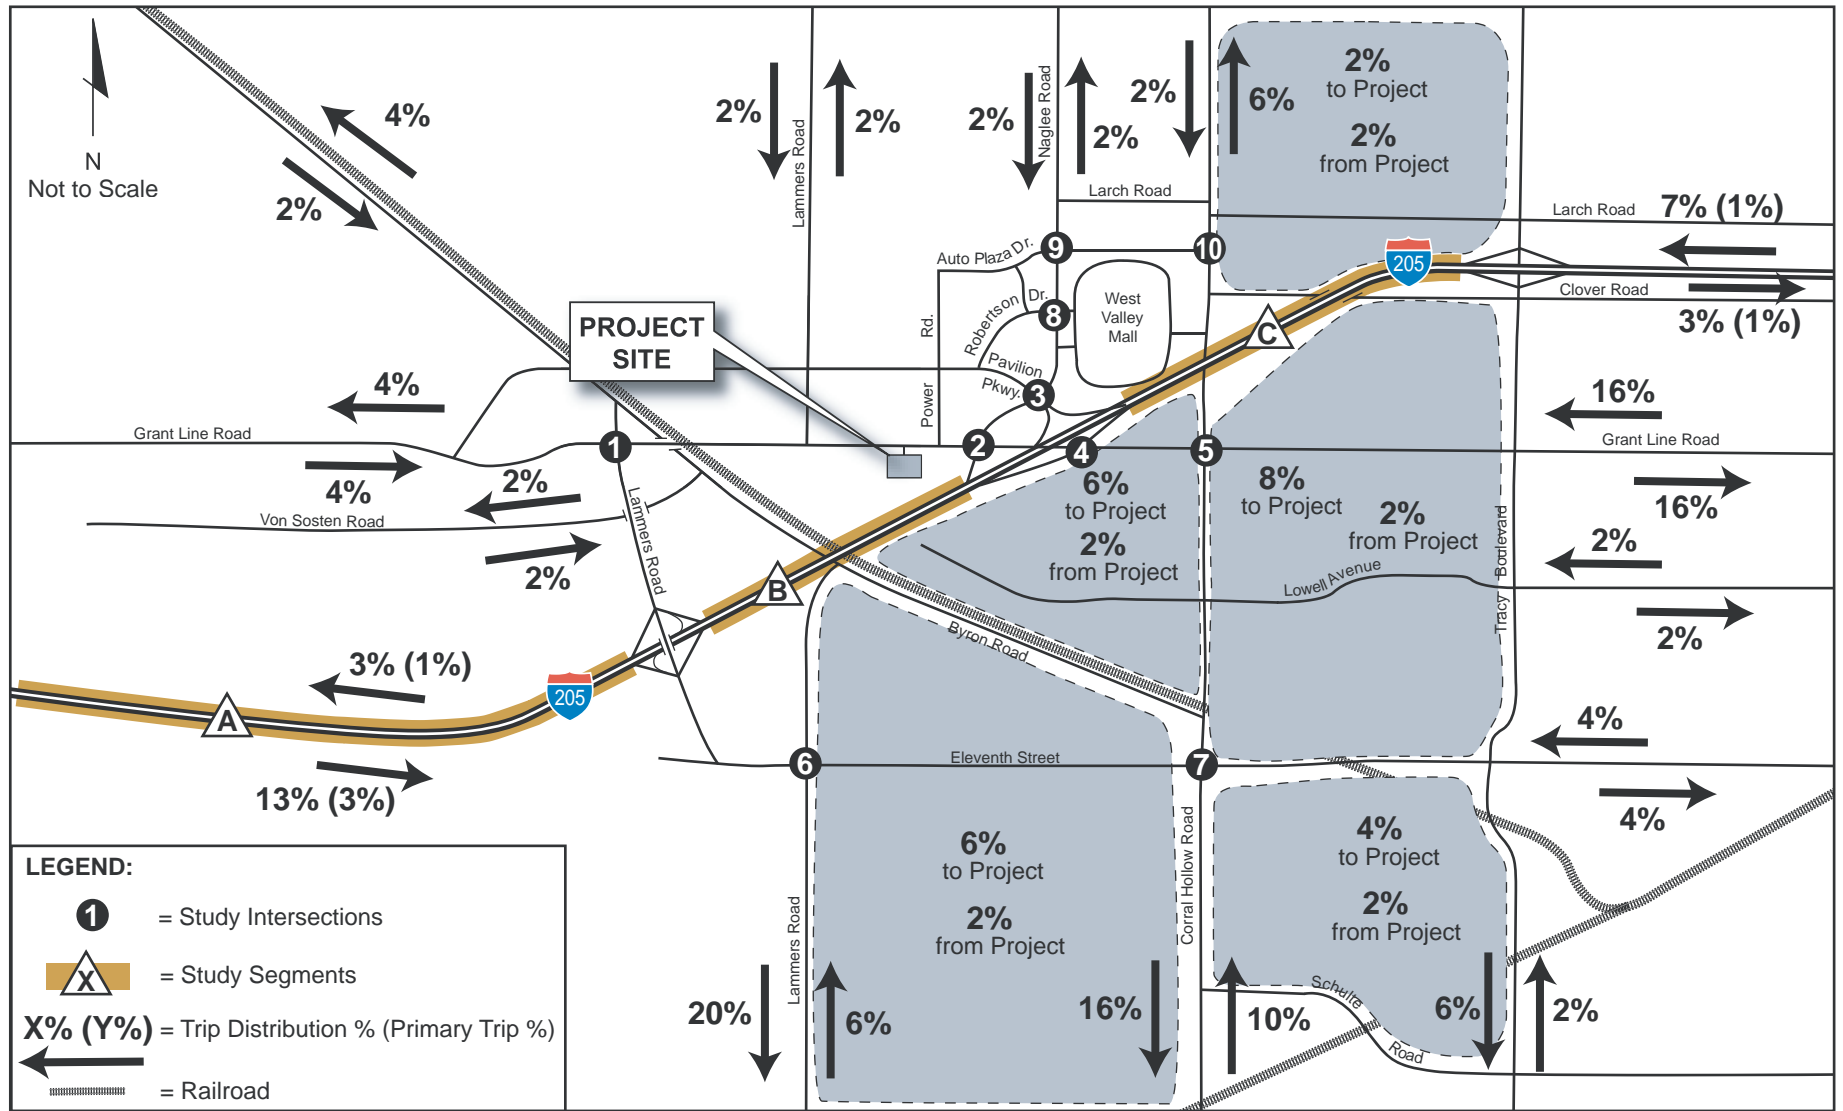 N
Not to Scale
4%
2%
2%
Lammers Road
2%
2%
Naglee Road
2%
2%
6%
2%
to Project
2%
from Project
Larch Road
Larch Road
7% (1%)
Auto Plaza Dr.
9
10
205
Clover Road
3% (1%)
PROJECT
SITE
Power Rd.
Robertson Dr.
8
West
Valley
Mall
C
Pavilion
Pkwy.
3
4%
16%
Grant Line Road
1
2
4
5
Grant Line Road
4%
2%
6%
to Project
2%
from Project
8%
to Project
2%
from Project
16%
Von Sosten Road
2%
Lammers Road
2%
Lowell Avenue
Tracy Boulevard
B
2%
Byron Road
3% (1%)
205
A
4%
13% (3%)
6
Eleventh Street
7
4%
LEGEND:
1 = Study Intersections
X = Study Segments
X% (Y%) = Trip Distribution % (Primary Trip %)
= Railroad
6%
to Project
2%
from Project
Corral Hollow Road
4%
to Project
2%
from Project
Lammers Road
20%
6%
16%
10%
Schulte
Road
6%
2%